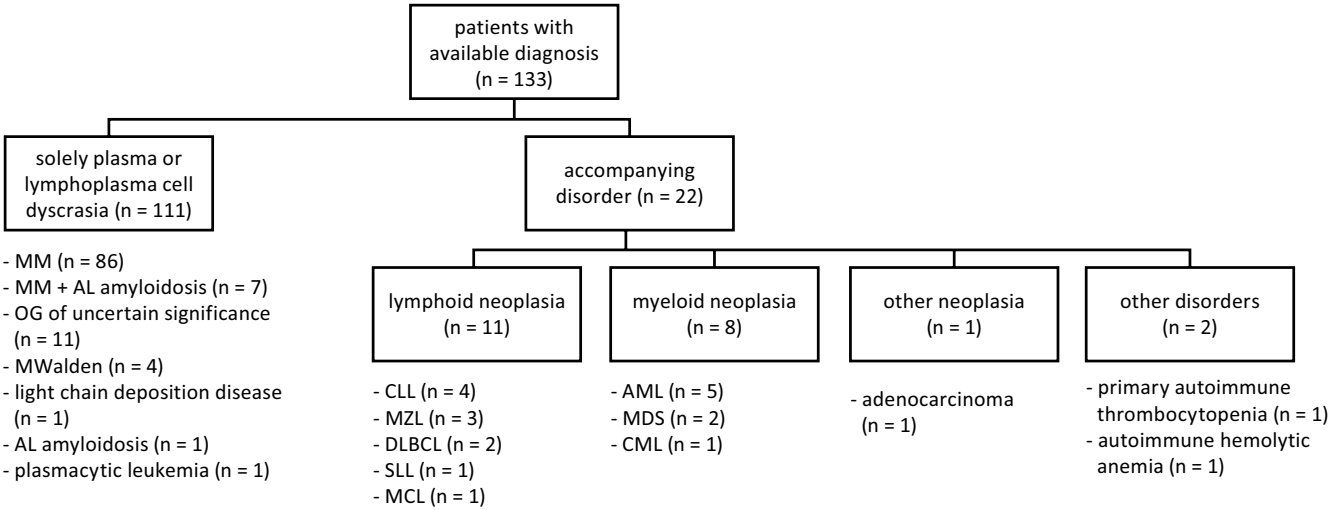 patients with
available diagnosis
(n = 133)
solely plasma or
lymphoplasma cell
dyscrasia (n = 111)
accompanying
disorder (n = 22)
- MM (n = 86)
- MM + AL amyloidosis (n = 7)
- OG of uncertain significance
(n = 11)
- MWalden (n = 4)
- light chain deposition disease
(n = 1)
- AL amyloidosis (n = 1)
- plasmacytic leukemia (n = 1)
lymphoid neoplasia
(n = 11)
- CLL (n = 4)
- MZL (n = 3)
- DLBCL (n = 2)
- SLL (n = 1)
- MCL (n = 1)
myeloid neoplasia
(n = 8)
- AML (n = 5)
- MDS (n = 2)
- CML (n = 1)
other neoplasia
(n = 1)
- adenocarcinoma
(n = 1)
other disorders
(n = 2)
- primary autoimmune
thrombocytopenia (n = 1)
- autoimmune hemolytic
anemia (n = 1)